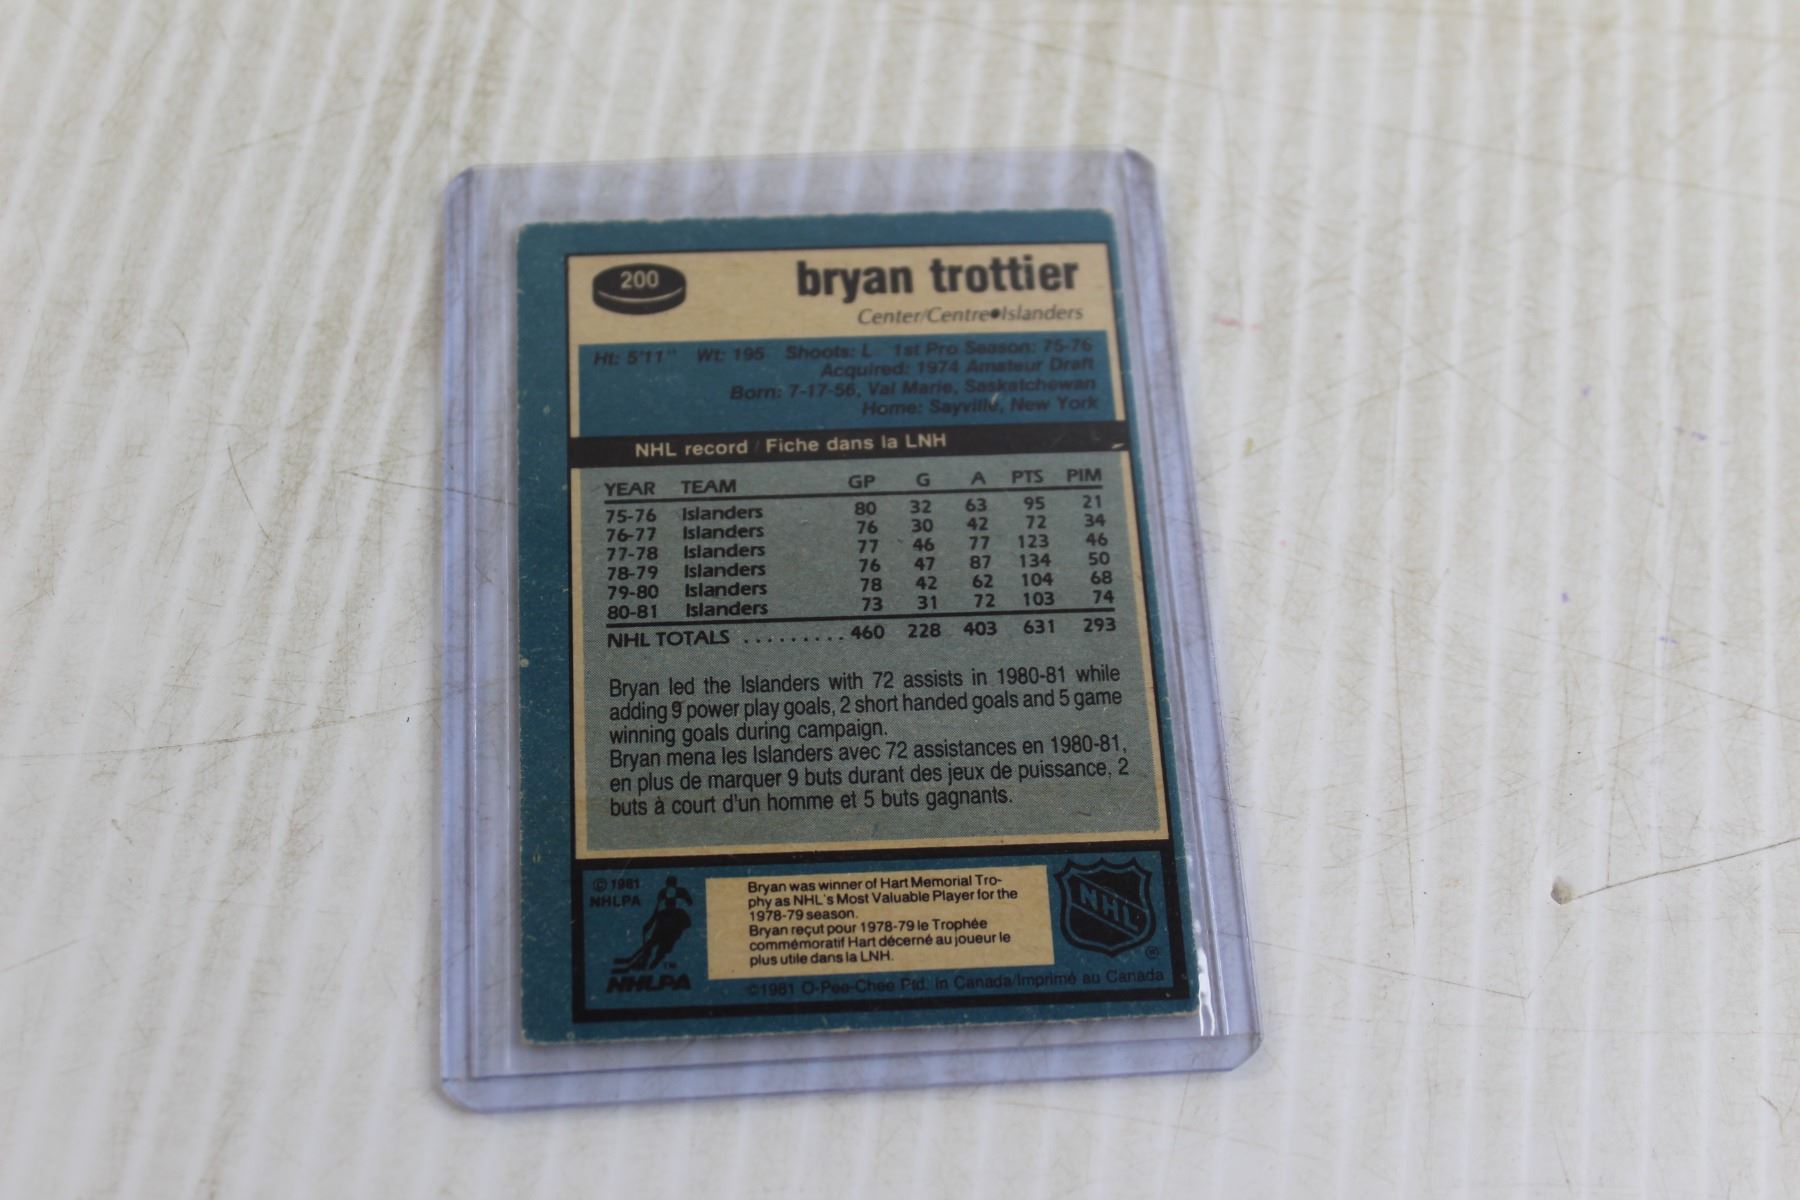 200
bryan trottier
Center/Centre•Islanders
Ht: 5'11" Wt: 195 Shoots: L 1st Pro Season: 75-76
Acquired: 1974 Amateur Draft
Born: 7-17-56, Val Marie, Saskatchewan
Home: Sayville, New York
NHL record / Fiche dans la LNH
YEAR TEAM GP G A PTS PIM
75-76 Islanders 80 32 63 95 21
76-77 Islanders 76 30 42 72 34
77-78 Islanders 77 46 77 123 46
78-79 Islanders 76 47 87 134 50
79-80 Islanders 78 42 62 104 68
80-81 Islanders 73 31 72 103 74
NHL TOTALS ......... 460 228 403 631 293
Bryan led the Islanders with 72 assists in 1980-81 while
adding 9 power play goals, 2 short handed goals and 5 game
winning goals during campaign.
Bryan mena les Islanders avec 72 assistances en 1980-81,
en plus de marquer 9 buts durant des jeux de puissance, 2
buts à court d'un homme et 5 buts gagnants.
© 1981
NHLPA
NHLPA
TM
Bryan was winner of Hart Memorial Tro-
phy as NHL's Most Valuable Player for the
1978-79 season.
Bryan reçut pour 1978-79 le Trophée
commémoratif Hart décerné au joueur le
plus utile dans la LNH.
NHL
®
©1981 O-Pee-Chee Ptd. in Canada/Imprimé au Canada